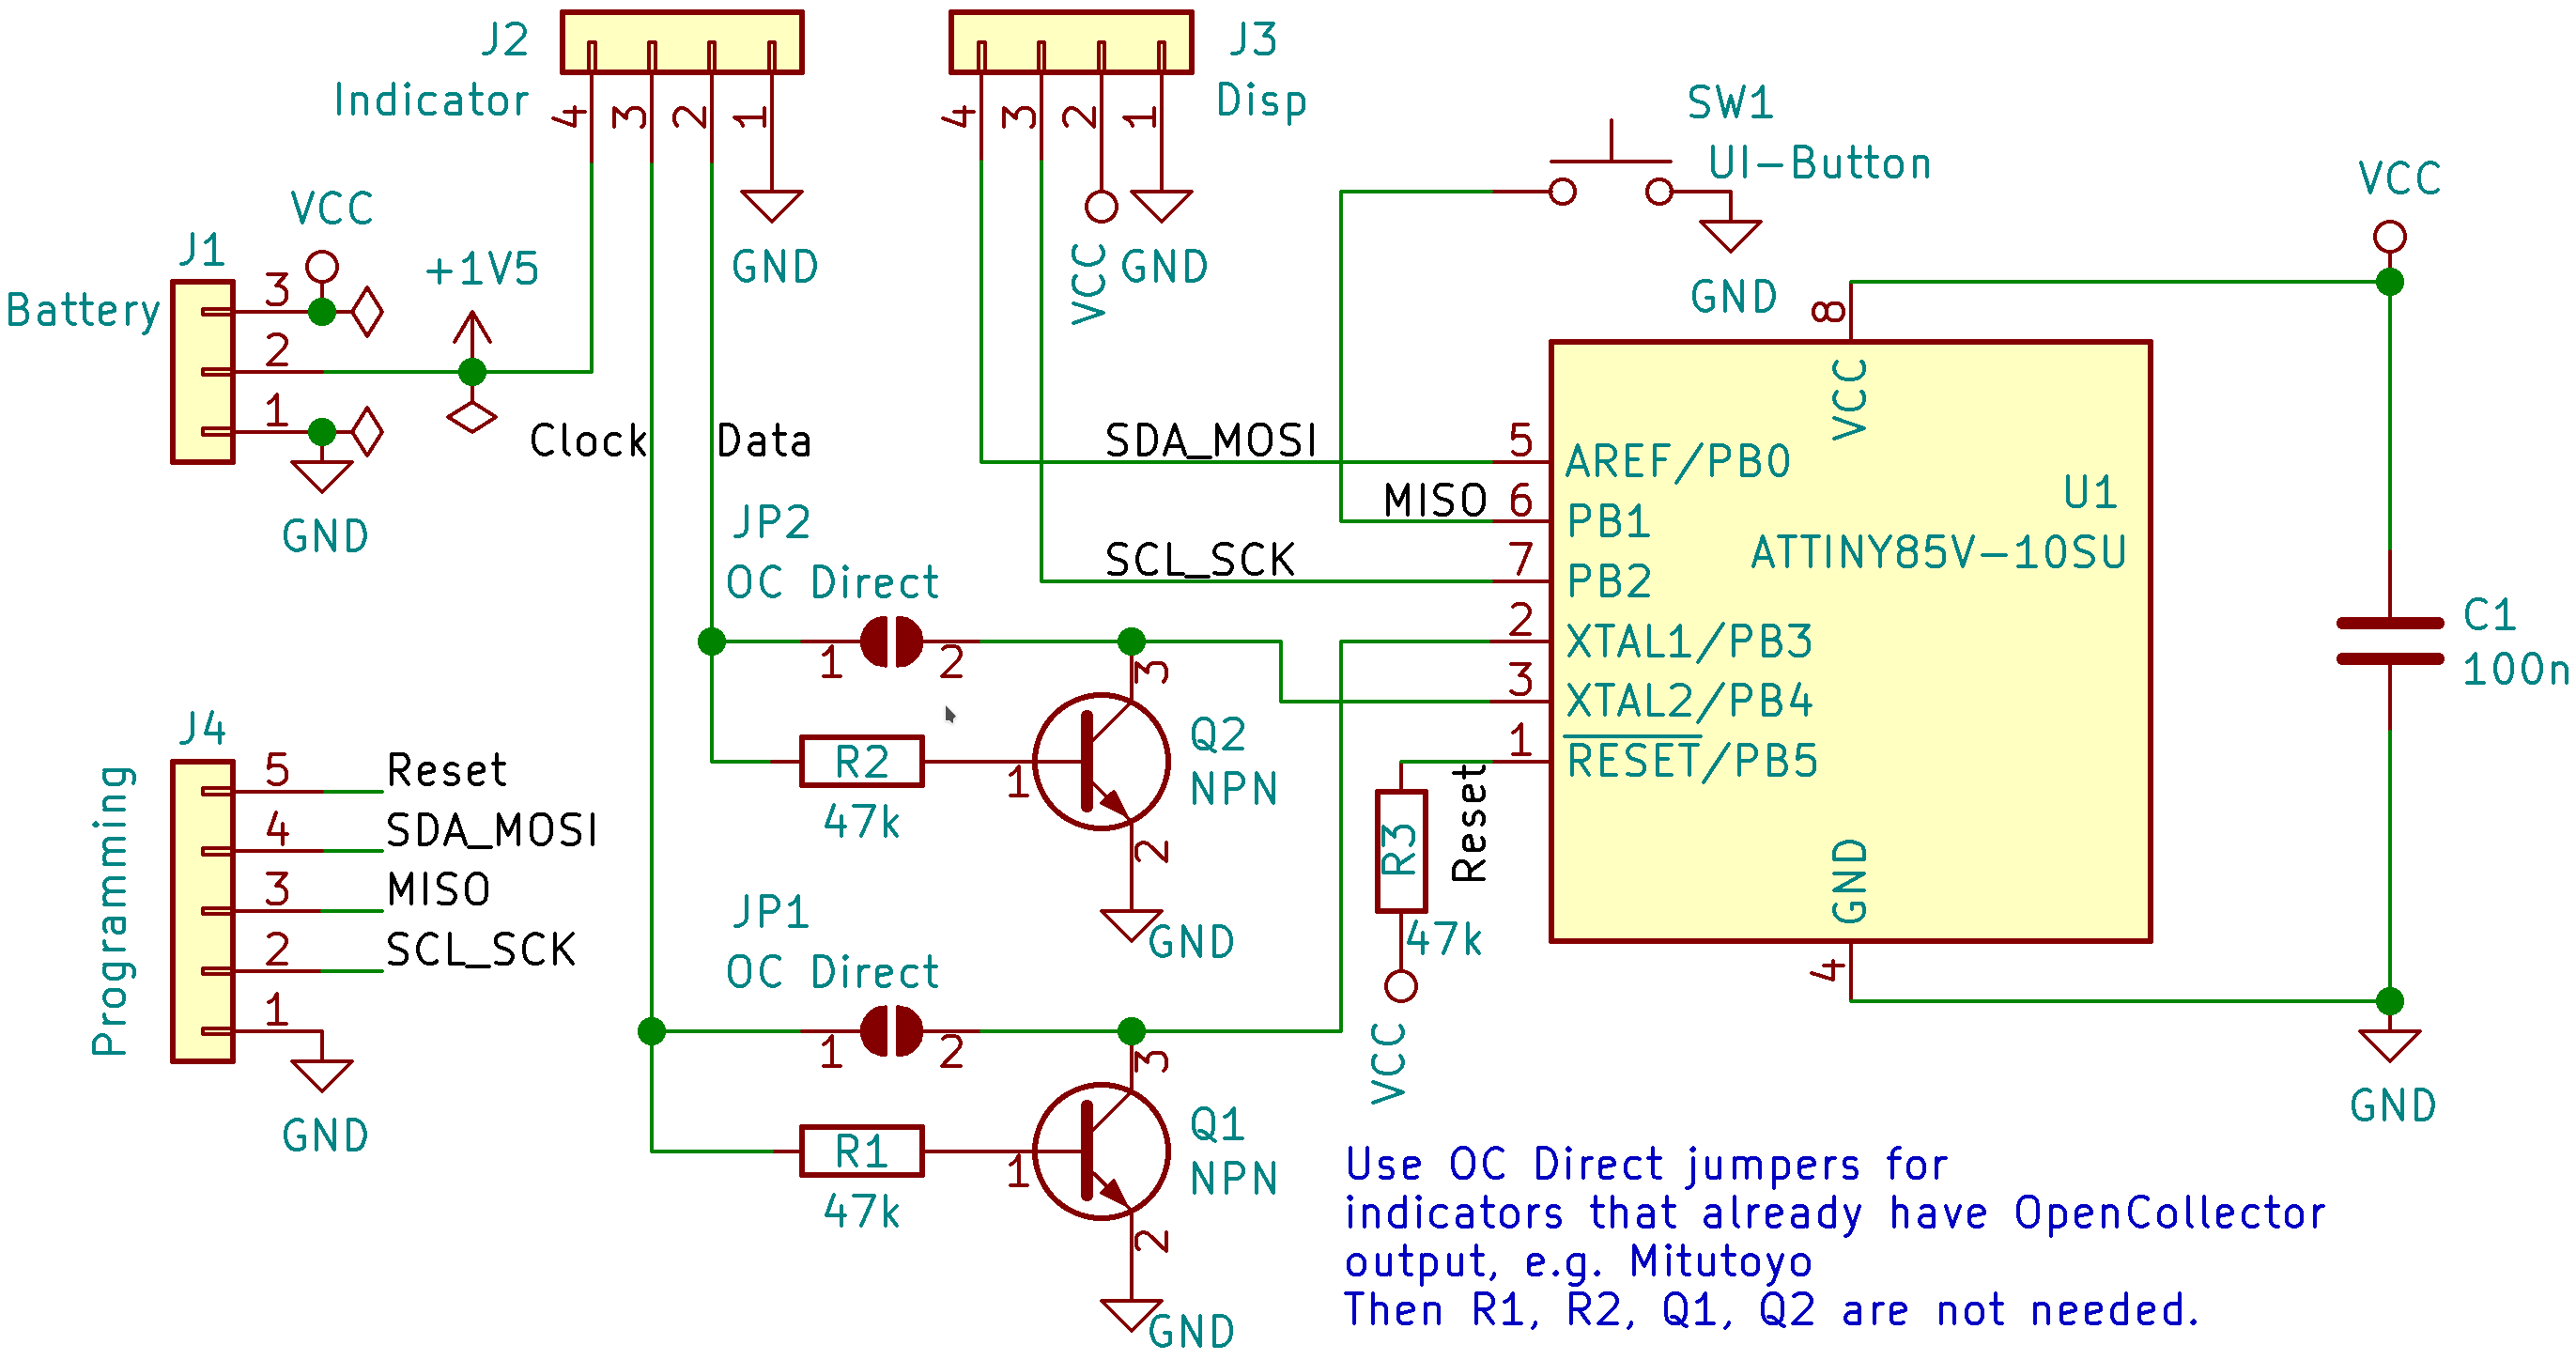 J2
Indicator
4
3
2
1
GND
J3
Disp
4
3
2
1
VCC
GND
SW1
UI-Button
GND
VCC
J1
Battery
VCC
3
2
1
+1V5
GND
Clock
Data
SDA_MOSI
MISO
SCL_SCK
8
VCC
5
AREF/PB0
6
PB1
7
PB2
2
XTAL1/PB3
3
XTAL2/PB4
1
RESET/PB5
U1
ATTINY85V-10SU
GND
4
C1
100n
GND
JP2
OC Direct
1
2
R2
47k
1
3
2
Q2
NPN
GND
Reset
R3
47k
VCC
J4
Programming
5
Reset
4
SDA_MOSI
3
MISO
2
SCL_SCK
1
GND
JP1
OC Direct
1
2
R1
47k
1
3
2
Q1
NPN
GND
Use OC Direct jumpers for
indicators that already have OpenCollector
output, e.g. Mitutoyo
Then R1, R2, Q1, Q2 are not needed.